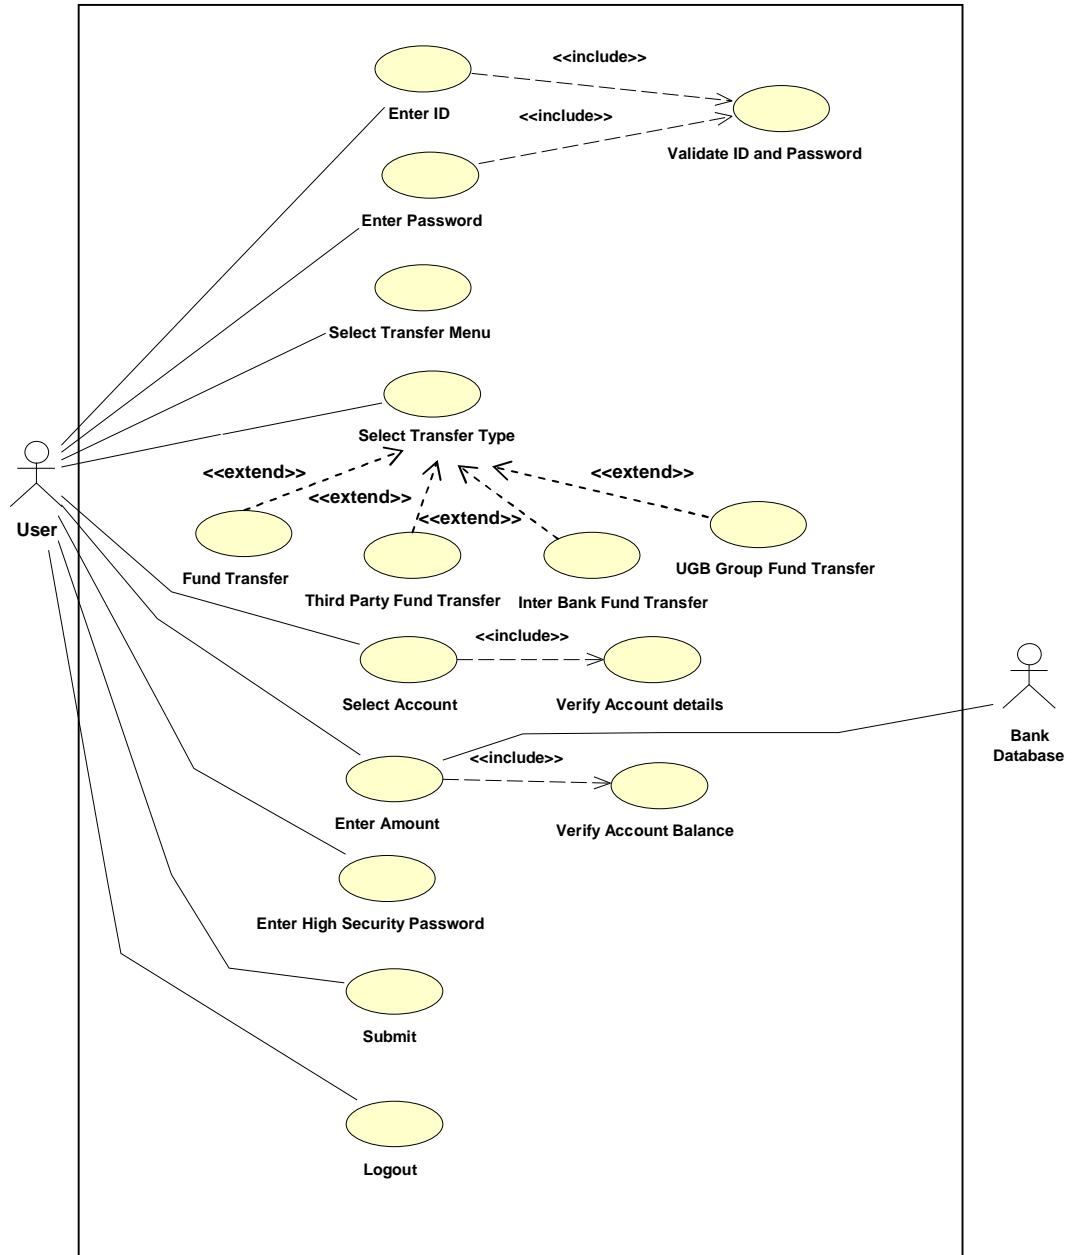 <<include>>
Enter ID
<<include>>
Validate ID and Password
Enter Password
Select Transfer Menu
Select Transfer Type
<<extend>>
<<extend>>
<<extend>>
<<extend>>
User
Fund Transfer
UGB Group Fund Transfer
Third Party Fund Transfer
Inter Bank Fund Transfer
<<include>>
Select Account
Verify Account details
Bank
Database
<<include>>
Enter Amount
Verify Account Balance
Enter High Security Password
Submit
Logout